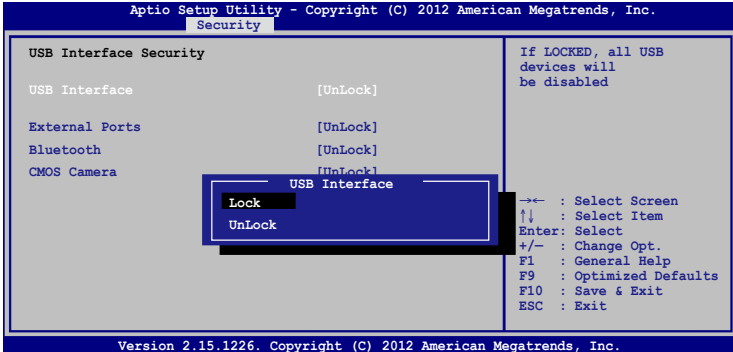 Aptio Setup Utility - Copyright (C) 2012 American Megatrends, Inc.
Security
USB Interface Security
USB Interface [UnLock]
External Ports [UnLock]
Bluetooth [UnLock]
CMOS Camera [UnLock]
USB Interface
Lock
UnLock
If LOCKED, all USB
devices will
be disabled
→← : Select Screen
↑↓ : Select Item
Enter: Select
+/— : Change Opt.
F1 : General Help
F9 : Optimized Defaults
F10 : Save & Exit
ESC : Exit
Version 2.15.1226. Copyright (C) 2012 American Megatrends, Inc.